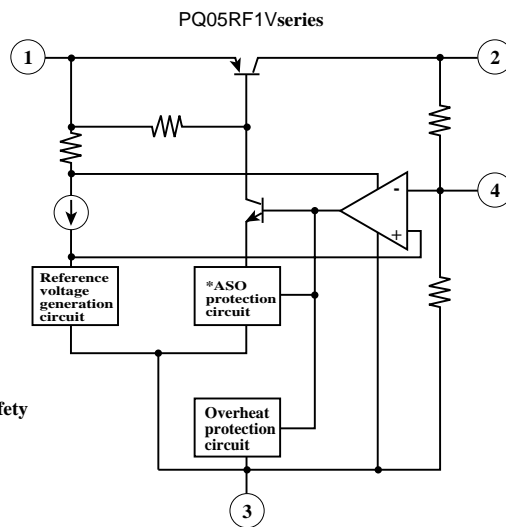 PQ05RF1Vseries
1
2
-
4
+
Reference
voltage
generation
circuit
*ASO
protection
circuit
fety
Overheat
protection
circuit
3